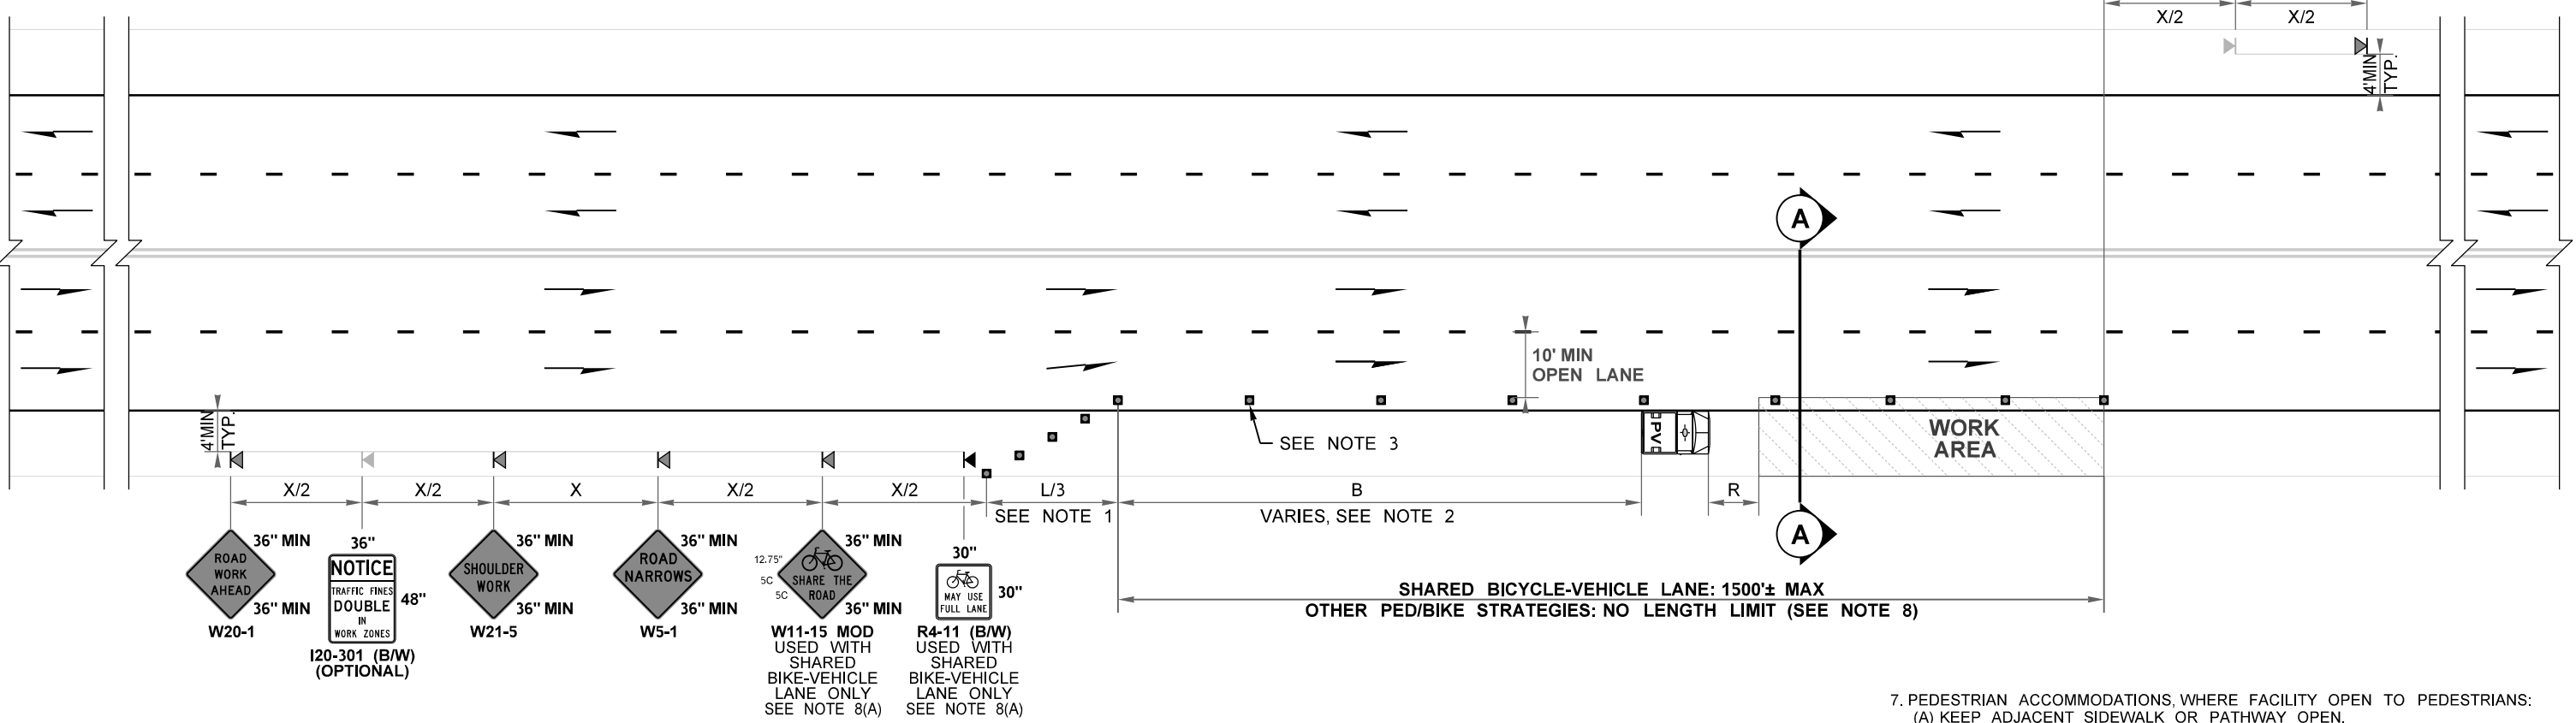 X/2 X/2
4'MIN
TYP.
A
10' MIN
OPEN LANE
4'MIN
TYP.
SEE NOTE 3
PVI
WORK
AREA
X/2 X/2 X X/2 X/2 L/3 B R
SEE NOTE 1
VARIES, SEE NOTE 2
A
ROAD
WORK
AHEAD
36" MIN
36" MIN
W20-1
36"
NOTICE
TRAFFIC FINES
DOUBLE
IN
WORK ZONES
48"
I20-301 (B/W)
(OPTIONAL)
SHOULDER
WORK
36" MIN
36" MIN
W21-5
ROAD
NARROWS
36" MIN
36" MIN
W5-1
12.75"
5C
5C
SHARE THE
ROAD
36" MIN
36" MIN
W11-15 MOD
USED WITH
SHARED
BIKE-VEHICLE
LANE ONLY
SEE NOTE 8(A)
30"
MAY USE
FULL LANE
30"
R4-11 (B/W)
USED WITH
SHARED
BIKE-VEHICLE
LANE ONLY
SEE NOTE 8(A)
SHARED BICYCLE-VEHICLE LANE: 1500'± MAX
OTHER PED/BIKE STRATEGIES: NO LENGTH LIMIT (SEE NOTE 8)
7. PEDESTRIAN ACCOMMODATIONS, WHERE FACILITY OPEN TO PEDESTRIANS:
(A) KEEP ADJACENT SIDEWALK OR PATHWAY OPEN.